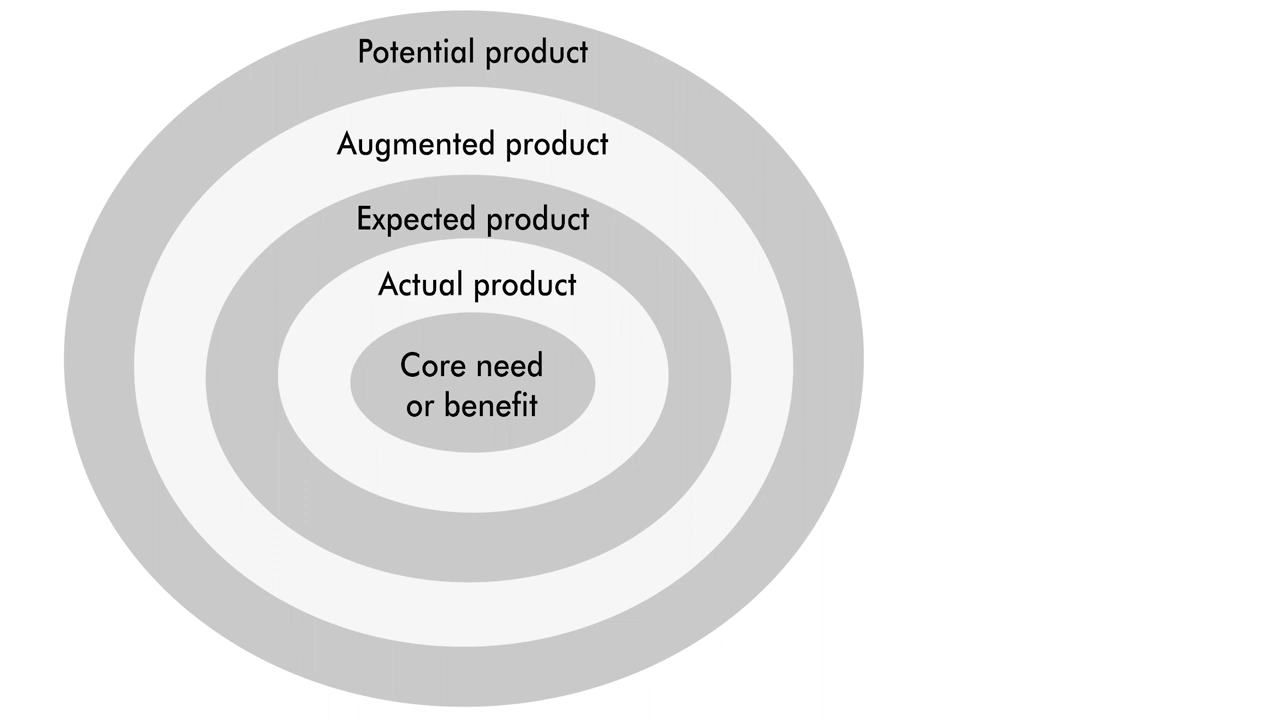 Potential product
Augmented product
Expected product
Actual product
Core need
or benefit